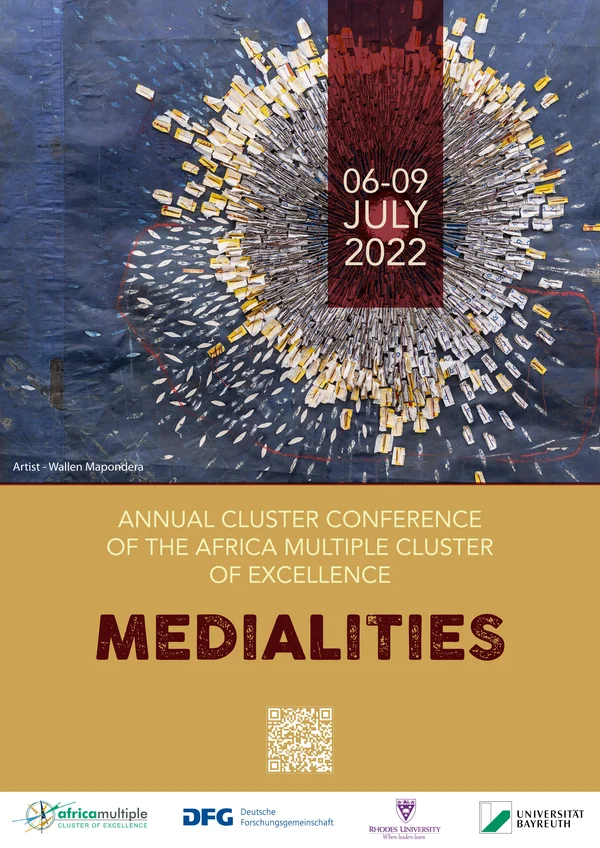 06-09
JULY
2022
Artist - Wallen Mapondera
ANNUAL CLUSTER CONFERENCE
OF THE AFRICA MULTIPLE CLUSTER
OF EXCELLENCE
MEDIALITIES
africamultiple
CLUSTER OF EXCELLENCE
DFG
Deutsche
Forschungsgemeinschaft
RHODES UNIVERSITY
Where leaders learn
UNIVERSITÄT
BAYREUTH